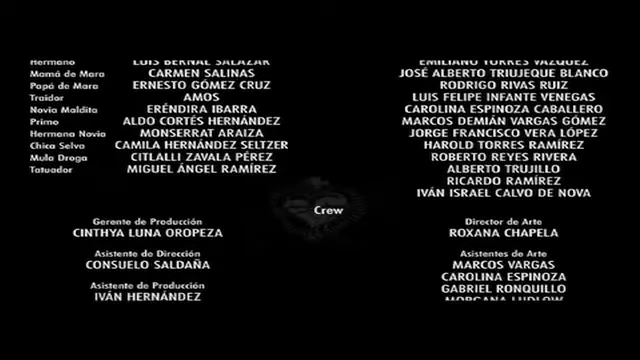 Hermano LUIS BERNAL SALAZAR
Mamá de Mara CARMEN SALINAS
Papá de Mara ERNESTO GÓMEZ CRUZ
Traidor AMOS
Novia Maldita ERÉNDIRA IBARRA
Primo ALDO CORTÉS HERNÁNDEZ
Hermana Novia MONSERRAT ARAIZA
Chica Selva CAMILA HERNÁNDEZ SELTZER
Mula Droga CITLALLI ZAVALA PÉREZ
Tatuador MIGUEL ÁNGEL RAMÍREZ
EMILIANO TORRES VÁZQUEZ
JOSÉ ALBERTO TRIUJEQUE BLANCO
RODRIGO RIVAS RUIZ
LUIS FELIPE INFANTE VENEGAS
CAROLINA ESPINOZA CABALLERO
MARCOS DEMIÁN VARGAS GÓMEZ
JORGE FRANCISCO VERA LÓPEZ
HAROLD TORRES RAMÍREZ
ROBERTO REYES RIVERA
ALBERTO TRUJILLO
RICARDO RAMÍREZ
IVÁN ISRAEL CALVO DE NOVA
Crew
Gerente de Producción
CINTHYA LUNA OROPEZA
Asistente de Dirección
CONSUELO SALDAÑA
Asistente de Producción
IVÁN HERNÁNDEZ
Director de Arte
ROXANA CHAPELA
Asistentes de Arte
MARCOS VARGAS
CAROLINA ESPINOZA
GABRIEL RONQUILLO
MORGANA LUDLOW